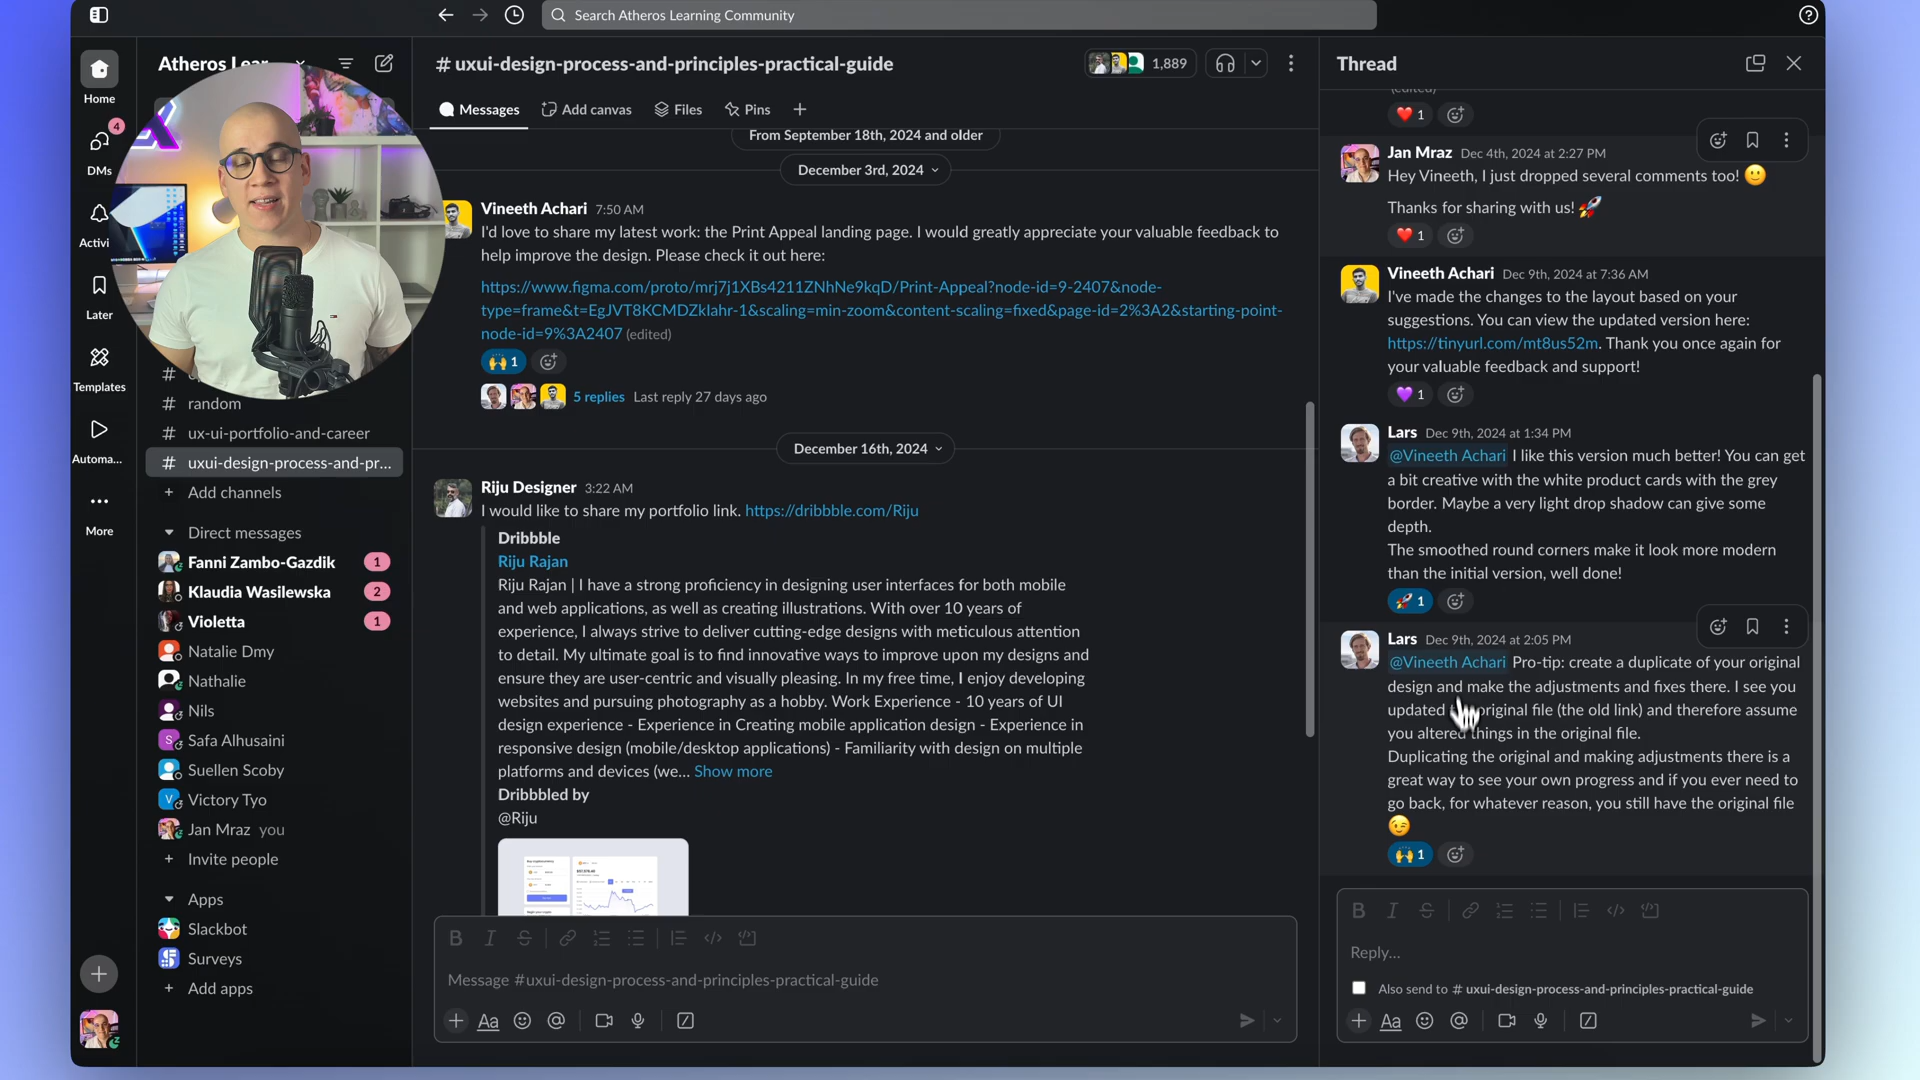 Search Atheros Learning Community
Home
4
DMs
Activi
Later
Templates
Automa...
More
Atheros Lear
# random
# ux-ui-portfolio-and-career
# uxui-design-process-and-pr...
+ Add channels
Direct messages
Fanni Zambo-Gazdik 1
Klaudia Wasilewska 2
Violetta 1
Natalie Dmy
Nathalie
Nils
S Safa Alhusaini
Suellen Scoby
V Victory Tyo
Jan Mraz you
+ Invite people
Apps
Slackbot
Surveys
+ Add apps
# uxui-design-process-and-principles-practical-guide
1,889
Messages
Add canvas
Files
Pins
From September 18th, 2024 and older
December 3rd, 2024
Vineeth Achari 7:50 AM
I'd love to share my latest work: the Print Appeal landing page. I would greatly appreciate your valuable feedback to
help improve the design. Please check it out here:
https://www.figma.com/proto/mrj7j1XBs4211ZNhNe9kqD/Print-Appeal?node-id=9-2407&node-
type=frame&t=EgJVT8KCMDZklahr-1&scaling=min-zoom&content-scaling=fixed&page-id=2%3A2&starting-point-
node-id=9%3A2407 (edited)
🙌 1
5 replies Last reply 27 days ago
December 16th, 2024
Riju Designer 3:22 AM
I would like to share my portfolio link. https://dribbble.com/Riju
Dribbble
Riju Rajan
Riju Rajan | I have a strong proficiency in designing user interfaces for both mobile
and web applications, as well as creating illustrations. With over 10 years of
experience, I always strive to deliver cutting-edge designs with meticulous attention
to detail. My ultimate goal is to find innovative ways to improve upon my designs and
ensure they are user-centric and visually pleasing. In my free time, I enjoy developing
websites and pursuing photography as a hobby. Work Experience - 10 years of UI
design experience - Experience in Creating mobile application design - Experience in
responsive design (mobile/desktop applications) - Familiarity with design on multiple
platforms and devices (we... Show more
Dribbbled by
@Riju
Message #uxui-design-process-and-principles-practical-guide
Thread
(edited)
❤️ 1
Jan Mraz Dec 4th, 2024 at 2:27 PM
Hey Vineeth, I just dropped several comments too! 🙂
Thanks for sharing with us! 🚀
❤️ 1
Vineeth Achari Dec 9th, 2024 at 7:36 AM
I've made the changes to the layout based on your
suggestions. You can view the updated version here:
https://tinyurl.com/mt8us52m. Thank you once again for
your valuable feedback and support!
💜 1
Lars Dec 9th, 2024 at 1:34 PM
@Vineeth Achari I like this version much better! You can get
a bit creative with the white product cards with the grey
border. Maybe a very light drop shadow can give some
depth.
The smoothed round corners make it look more modern
than the initial version, well done!
🚀 1
Lars Dec 9th, 2024 at 2:05 PM
@Vineeth Achari Pro-tip: create a duplicate of your original
design and make the adjustments and fixes there. I see you
updated original file (the old link) and therefore assume
you altered things in the original file.
Duplicating the original and making adjustments there is a
great way to see your own progress and if you ever need to
go back, for whatever reason, you still have the original file
😉
🙌 1
Reply...
Also send to # uxui-design-process-and-principles-practical-guide